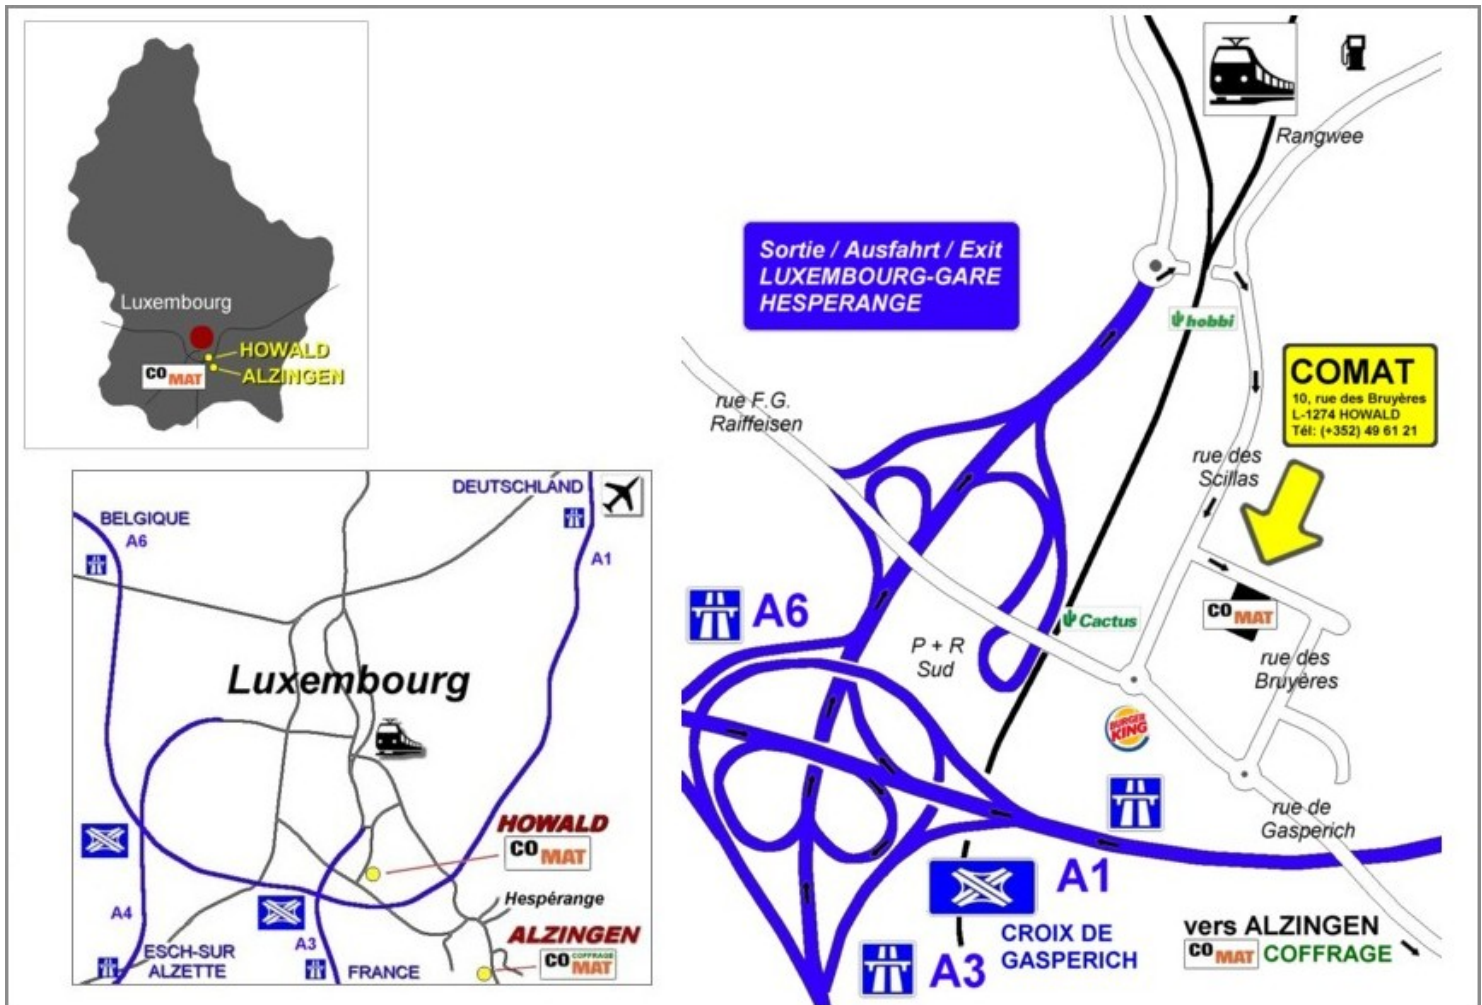 Luxembourg
HOWALD
CO MAT
ALZINGEN
DEUTSCHLAND
BELGIQUE
A6
A1
Luxembourg
HOWALD
CO MAT
Hespérange
A4
A3
ALZINGEN
ESCH-SUR
ALZETTE
FRANCE
CO COFFRAGE
MAT
Rangwee
Sortie / Ausfahrt / Exit
LUXEMBOURG-GARE
HESPERANGE
hobbi
COMAT
10, rue des Bruyères
L-1274 HOWALD
Tél: (+352) 49 61 21
rue F.G.
Raiffeisen
rue des
Scillas
A6
Cactus
CO MAT
P + R
Sud
rue des
Bruyères
BURGER
KING
rue de
Gasperich
A1
CROIX DE
GASPERICH
A3
vers ALZINGEN
CO MAT COFFRAGE